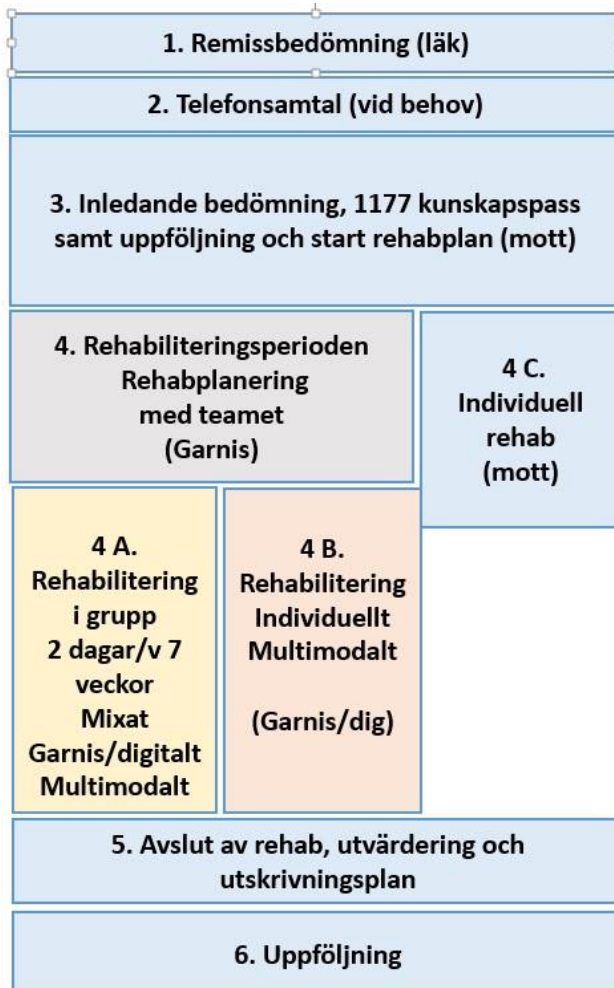 1. Remissbedömning (läk)
2. Telefonsamtal (vid behov)
3. Inledande bedömning, 1177 kunskapspass
samt uppföljning och start rehabplan (mott)
4. Rehabiliteringsperioden
Rehabplanering
med teamet
(Garnis)
4 C.
Individuell
rehab
(mott)
4 A.
Rehabilitering
i grupp
2 dagar/v 7
veckor
Mixat
Garnis/digitalt
Multimodalt
4 B.
Rehabilitering
Individuellt
Multimodalt
(Garnis/dig)
5. Avslut av rehab, utvärdering och
utskrivningsplan
6. Uppföljning